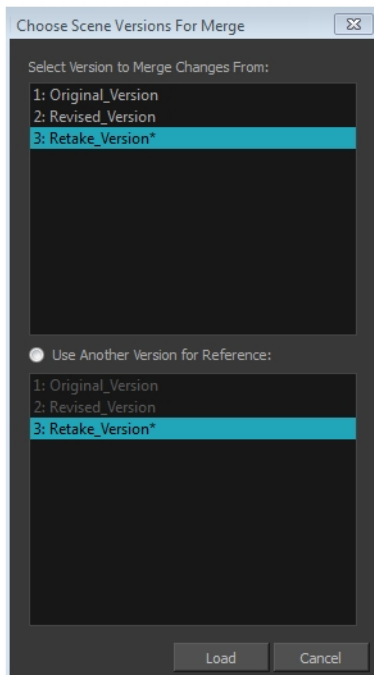 Choose Scene Versions For Merge
Select Version to Merge Changes From:
1: Original_Version
2: Revised_Version
3: Retake_Version*
Use Another Version for Reference:
1: Original_Version
2: Revised_Version
3: Retake_Version*
Load Cancel